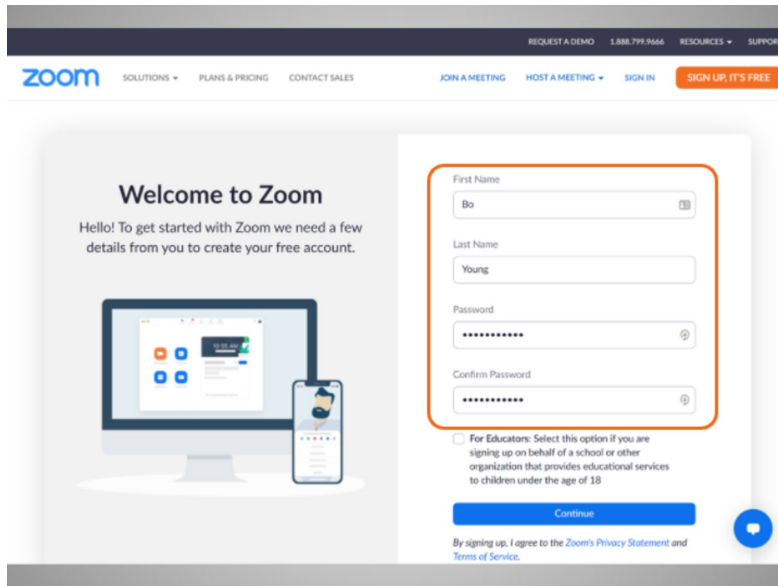 REQUEST A DEMO 1.888.799.9666 RESOURCES SUPPOR
zoom SOLUTIONS PLANS & PRICING CONTACT SALES JOIN A MEETING HOST A MEETING SIGN IN SIGN UP, IT'S FREE
Welcome to Zoom
Hello! To get started with Zoom we need a few
details from you to create your free account.
First Name
Bo
Last Name
Young
Password
•••••••••••
Confirm Password
•••••••••••
For Educators: Select this option if you are
signing up on behalf of a school or other
organization that provides educational services
to children under the age of 18
Continue
By signing up, I agree to the Zoom's Privacy Statement and
Terms of Service.